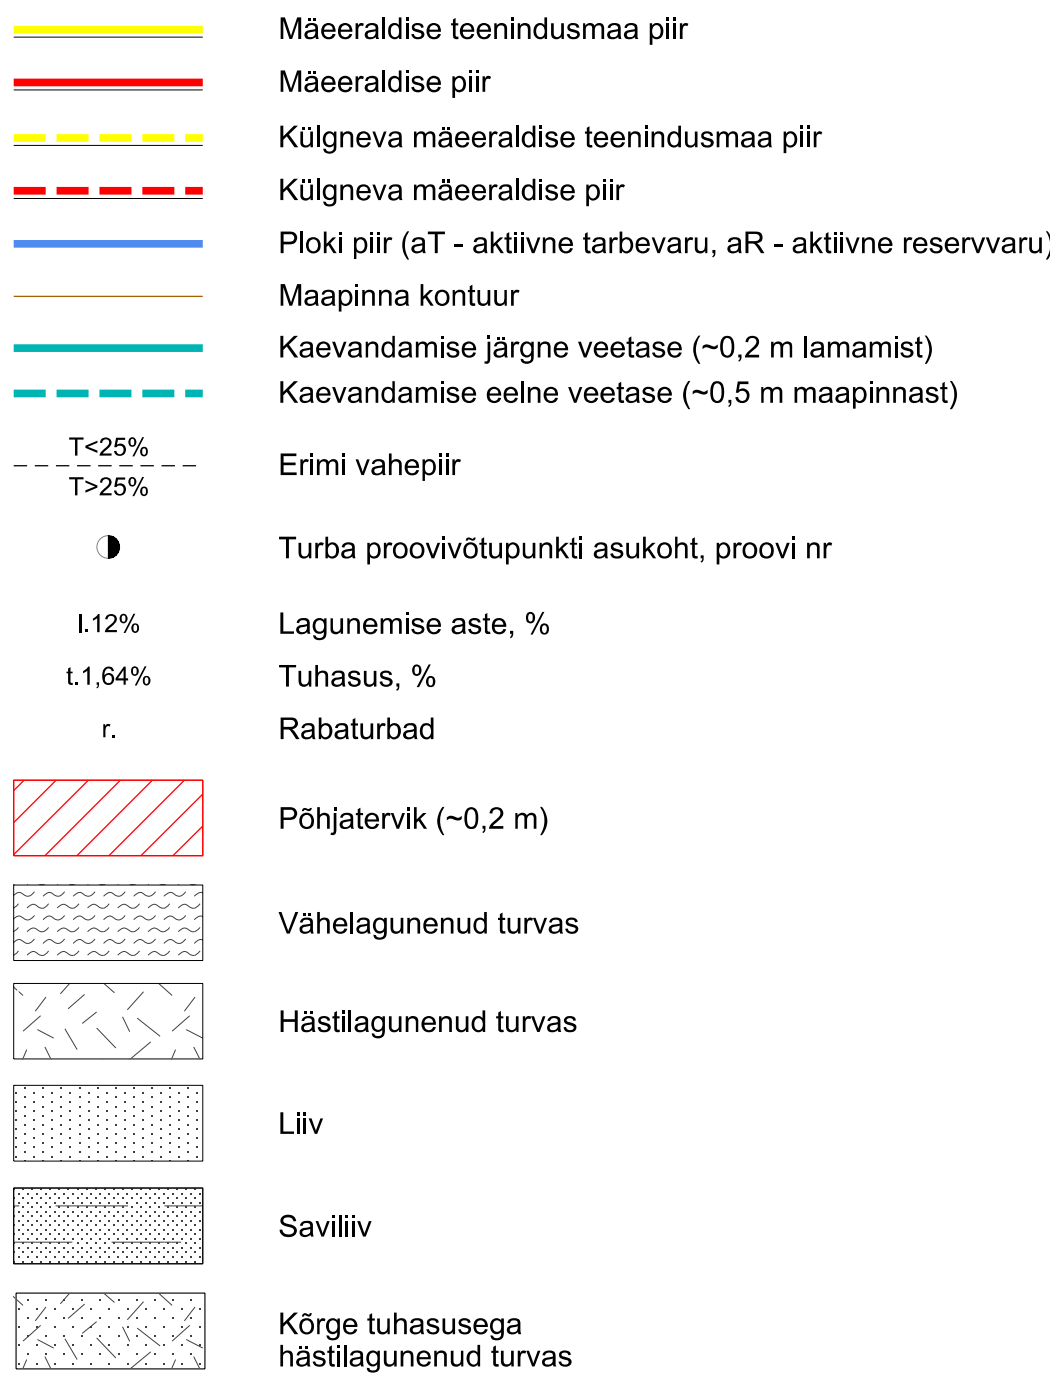 Mäeeraldise teenindusmaa piir
Mäeeraldise piir
Külgneva mäeeraldise teenindusmaa piir
Külgneva mäeeraldise piir
Ploki piir (aT - aktiivne tarbevaru, aR - aktiivne reservvaru)
Maapinna kontuur
Kaevandamise järgne veetase (~0,2 m lamamist)
Kaevandamise eelne veetase (~0,5 m maapinnast)
T<25%
T>25%
Erimi vahepiir
Turba proovivõtupunkti asukoht, proovi nr
l.12%
Lagunemise aste, %
t.1,64%
Tuhasus, %
r.
Rabaturbad
Põhjatervik (~0,2 m)
Vähelagunenud turvas
Hästilagunenud turvas
Liiv
Saviliiv
Kõrge tuhasusega
hästilagunenud turvas